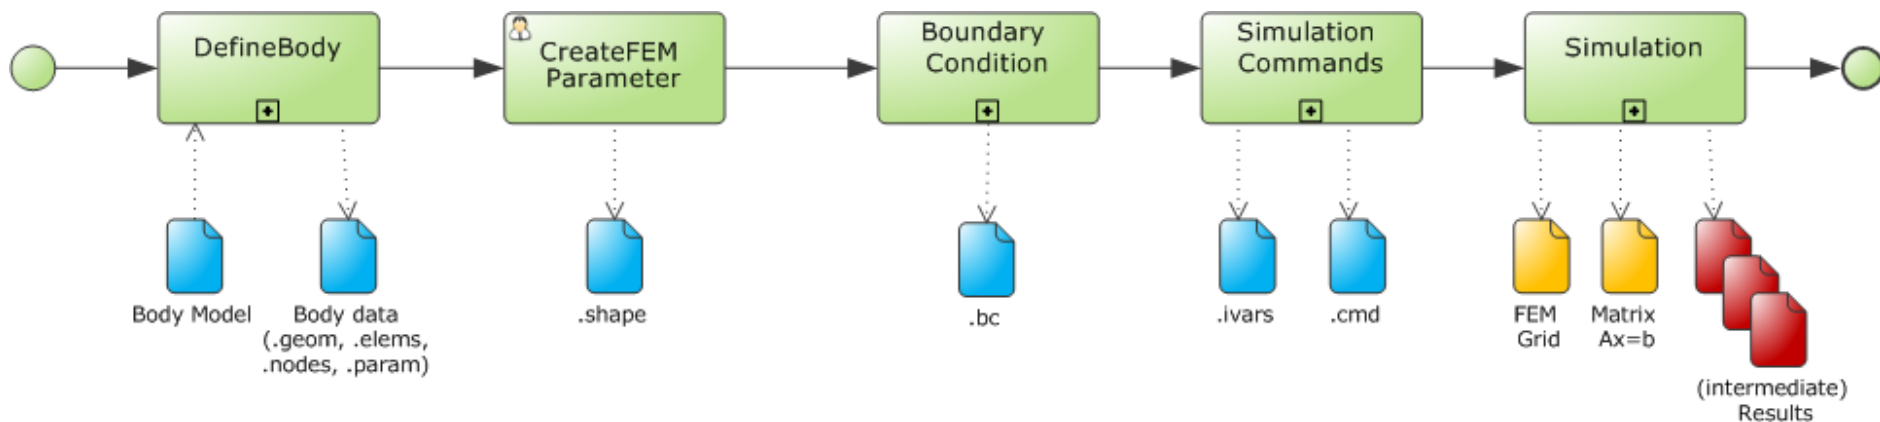 DefineBody
CreateFEM
Parameter
Boundary
Condition
Simulation
Commands
Simulation
Body Model
Body data
(.geom, .elems,
.nodes, .param)
.shape
.bc
.ivars
.cmd
FEM
Grid
Matrix
Ax=b
(intermediate)
Results